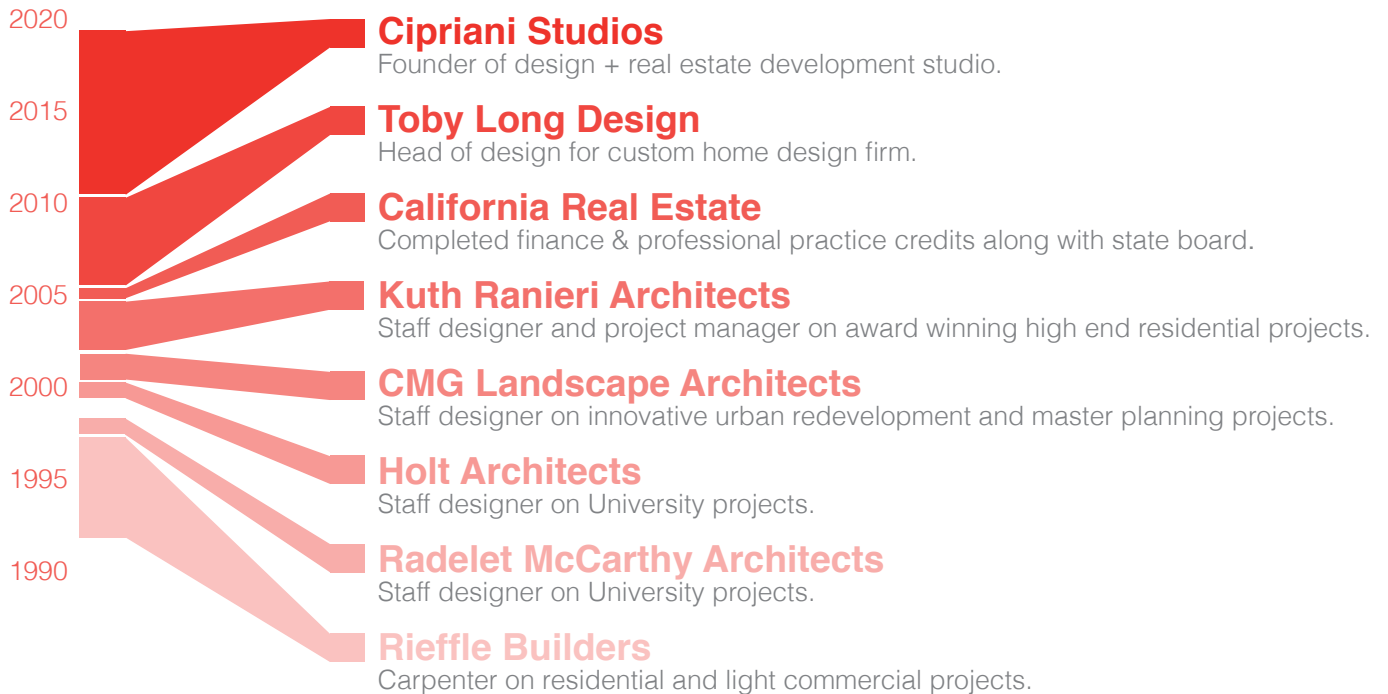 2020
Cipriani Studios
Founder of design + real estate development studio.
2015
Toby Long Design
Head of design for custom home design firm.
2010
California Real Estate
Completed finance & professional practice credits along with state board.
2005
Kuth Ranieri Architects
Staff designer and project manager on award winning high end residential projects.
2000
CMG Landscape Architects
Staff designer on innovative urban redevelopment and master planning projects.
1995
Holt Architects
Staff designer on University projects.
1990
Radelet McCarthy Architects
Staff designer on University projects.
Rieffle Builders
Carpenter on residential and light commercial projects.